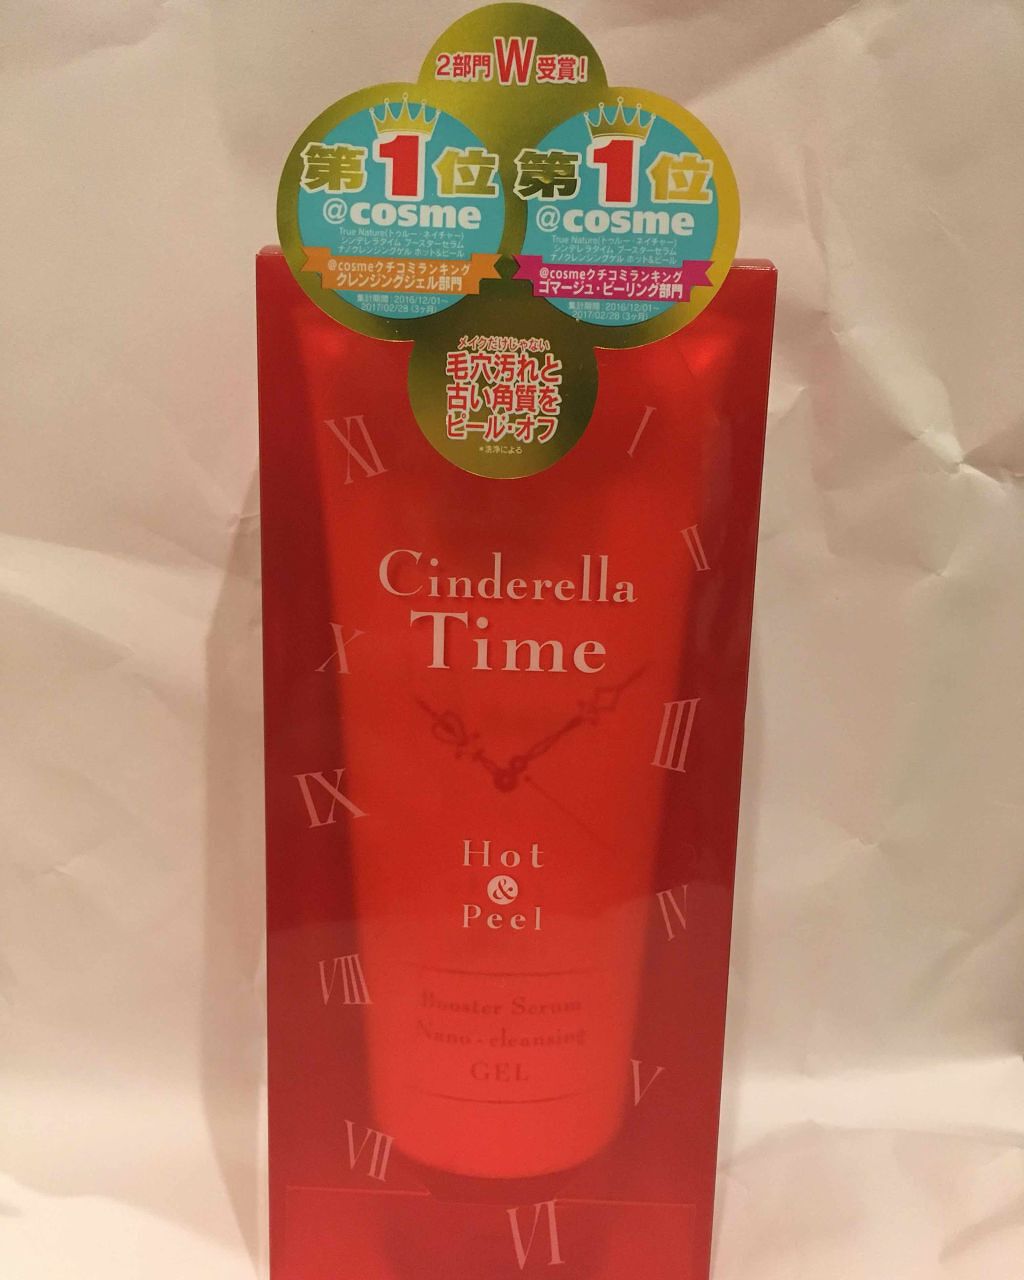 2部門W受賞!
第1位
@cosme
True Nature(トゥルー・ネイチャー)
シンデレラタイム ブースターセラム
ナノクレンジングゲル ホット&ピール
@cosmeクチコミランキング
クレンジングジェル部門
集計期間:2016/12/01~
2017/02/28(3ヶ月)
第1位
@cosme
True Nature(トゥルー・ネイチャー)
シンデレラタイム ブースターセラム
ナノクレンジングゲル ホット&ピール
@cosmeクチコミランキング
ゴマージュ・ピーリング部門
集計期間:2016/12/01~
2017/02/28(3ヶ月)
メイクだけじゃない
毛穴汚れと
古い角質を
ピール・オフ
*洗浄による
XI
I
II
Cinderella
Time
X
III
IX
Hot
&
Peel
IV
VIII
Booster Serum
Nano-cleansing
GEL
V
VII
VI